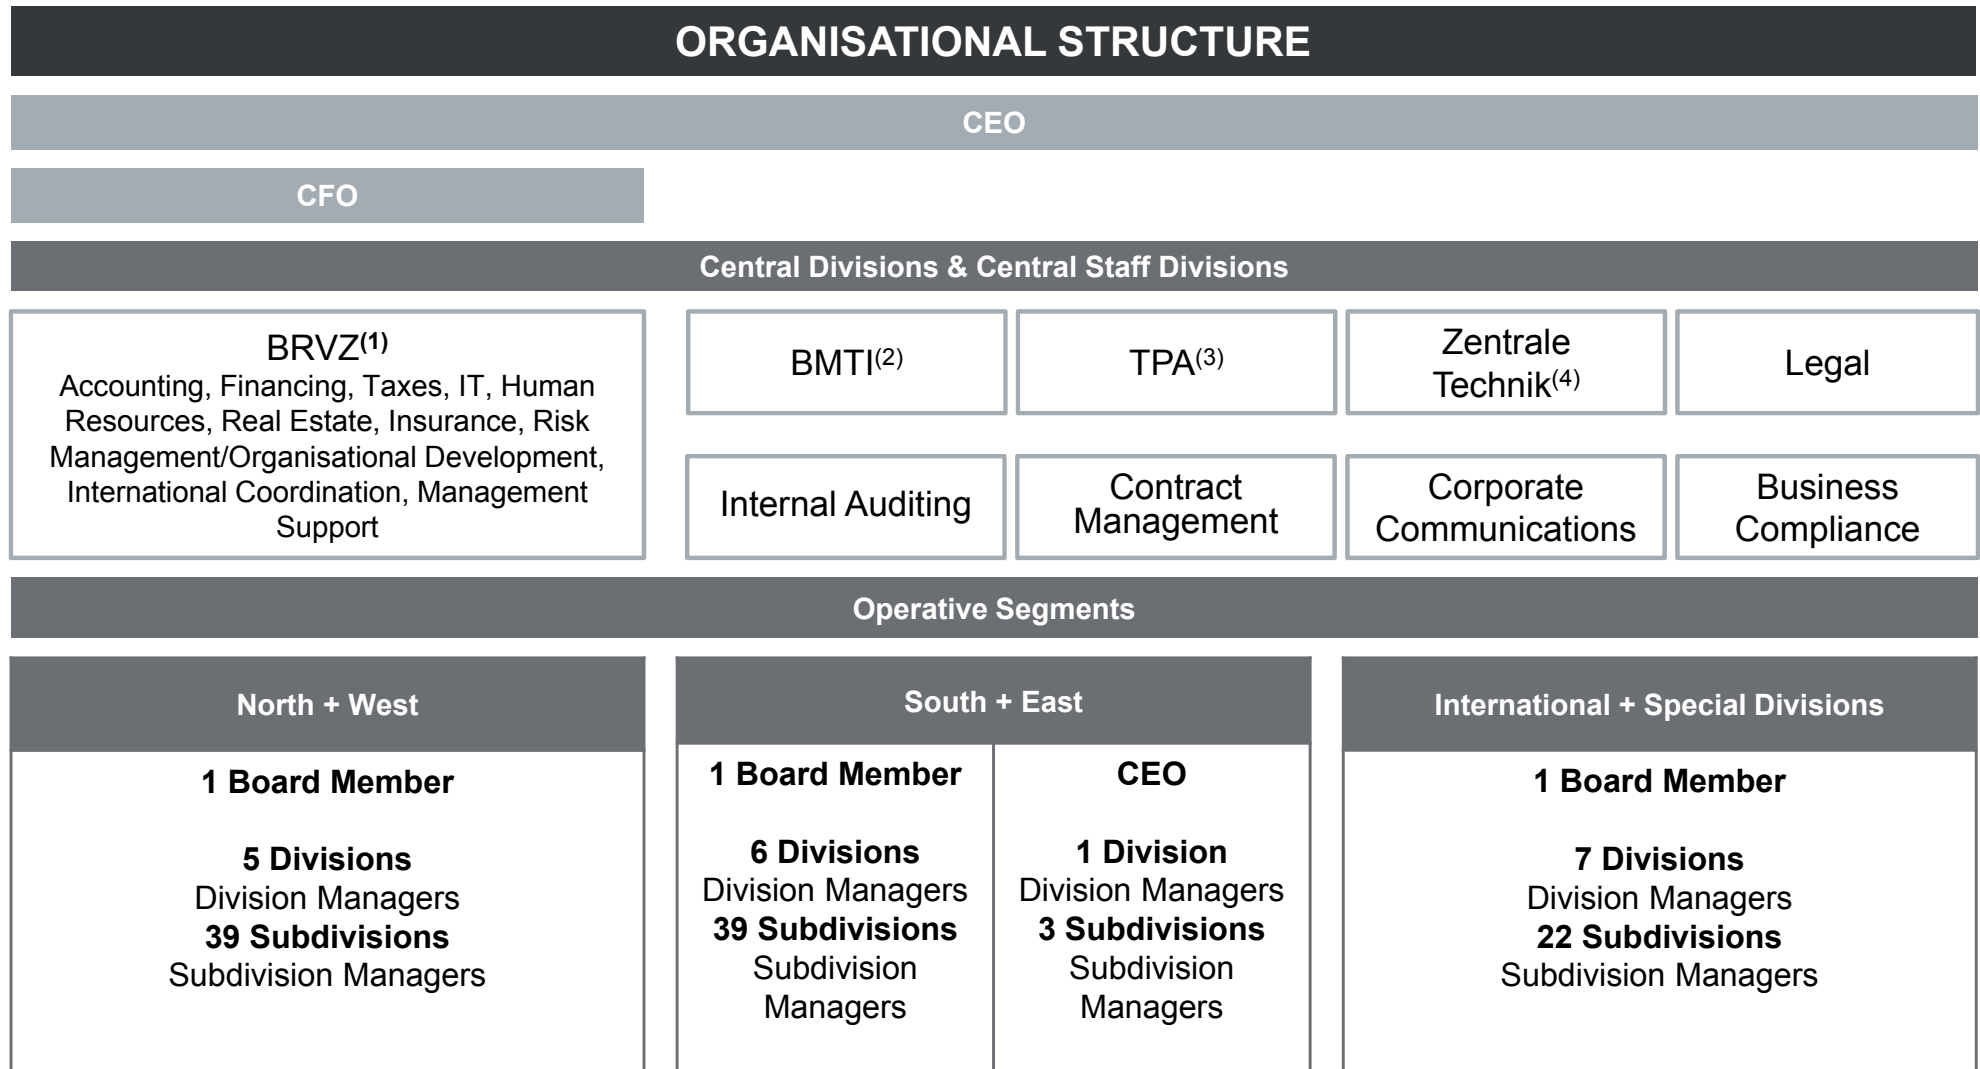 ORGANISATIONAL STRUCTURE
CEO
CFO
Central Divisions & Central Staff Divisions
BRVZ(1)
Accounting, Financing, Taxes, IT, Human
Resources, Real Estate, Insurance, Risk
Management/Organisational Development,
International Coordination, Management
Support
BMTI(2)
TPA(3)
Zentrale
Technik(4)
Legal
Internal Auditing
Contract
Management
Corporate
Communications
Business
Compliance
Operative Segments
North + West
1 Board Member
5 Divisions
Division Managers
39 Subdivisions
Subdivision Managers
South + East
1 Board Member
6 Divisions
Division Managers
39 Subdivisions
Subdivision
Managers
CEO
1 Division
Division Managers
3 Subdivisions
Subdivision
Managers
International + Special Divisions
1 Board Member
7 Divisions
Division Managers
22 Subdivisions
Subdivision Managers